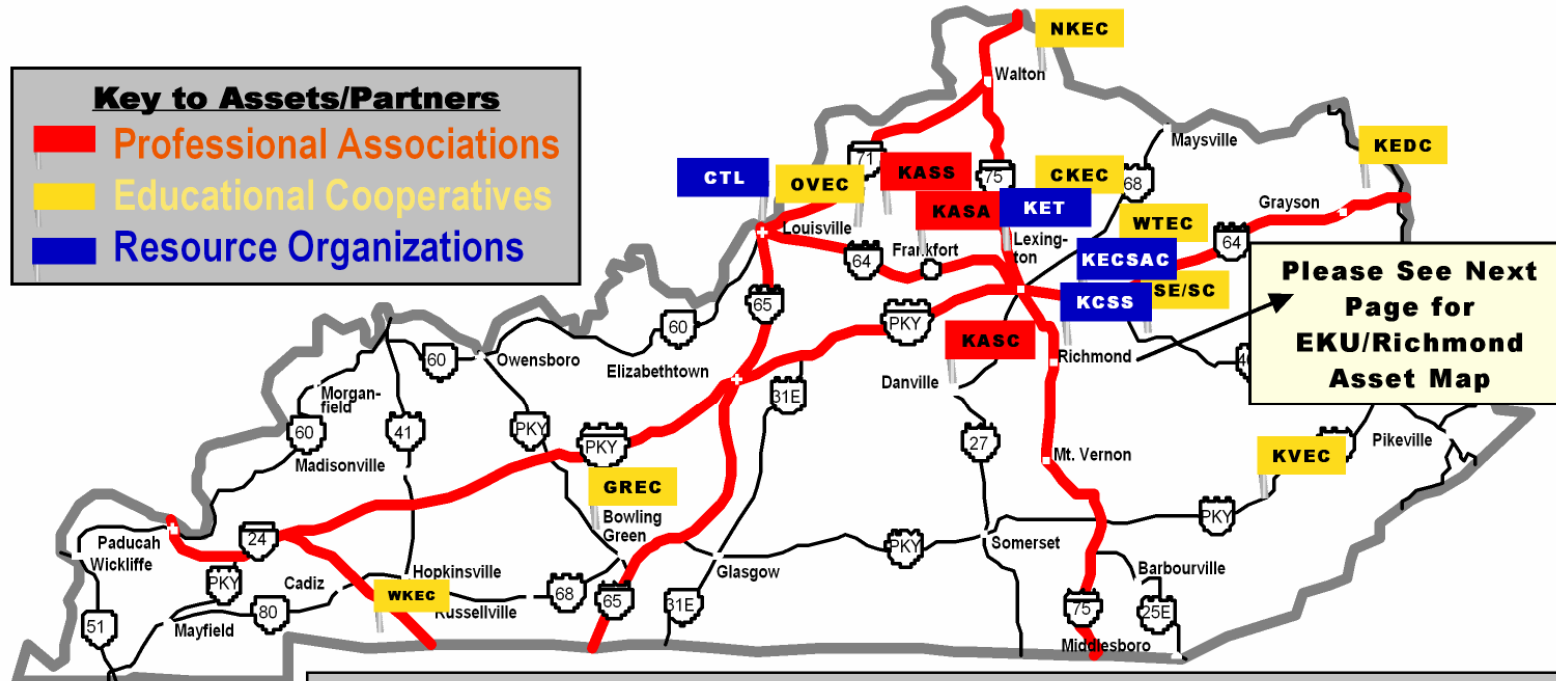 Key to Assets/Partners
Professional Associations
Educational Cooperatives
Resource Organizations
NKEC
Walton
Maysville
KEDC
71
KASS
75
CKEC
68
CTL
OVEC
KASA
KET
Grayson
WTEC
Louisville
Lexing-
ton
Frankfort
64
64
KECSAC
SE/SC
KCSS
Please See Next
Page for
EKU/Richmond
Asset Map
65
60
PKY
KASC
Richmond
60
Owensboro
Elizabethtown
Danville
31E
Morgan-
field
60
41
PKY
PKY
27
Pikeville
Madisonville
Mt. Vernon
KVEC
GREC
Bowling
Green
PKY
24
Paducah
Wickliffe
PKY
Somerset
Glasgow
Barbourville
PKY
Cadiz
Hopkinsville
WKEC
Russellville
68
65
31E
75
25E
80
51
Mayfield
Middlesboro